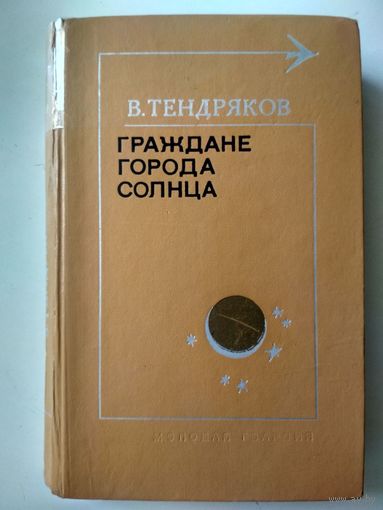 В. ТЕНДРЯКОВ
ГРАЖДАНЕ
ГОРОДА
СОЛНЦА
МОЛОДАЯ ГВАРДИЯ